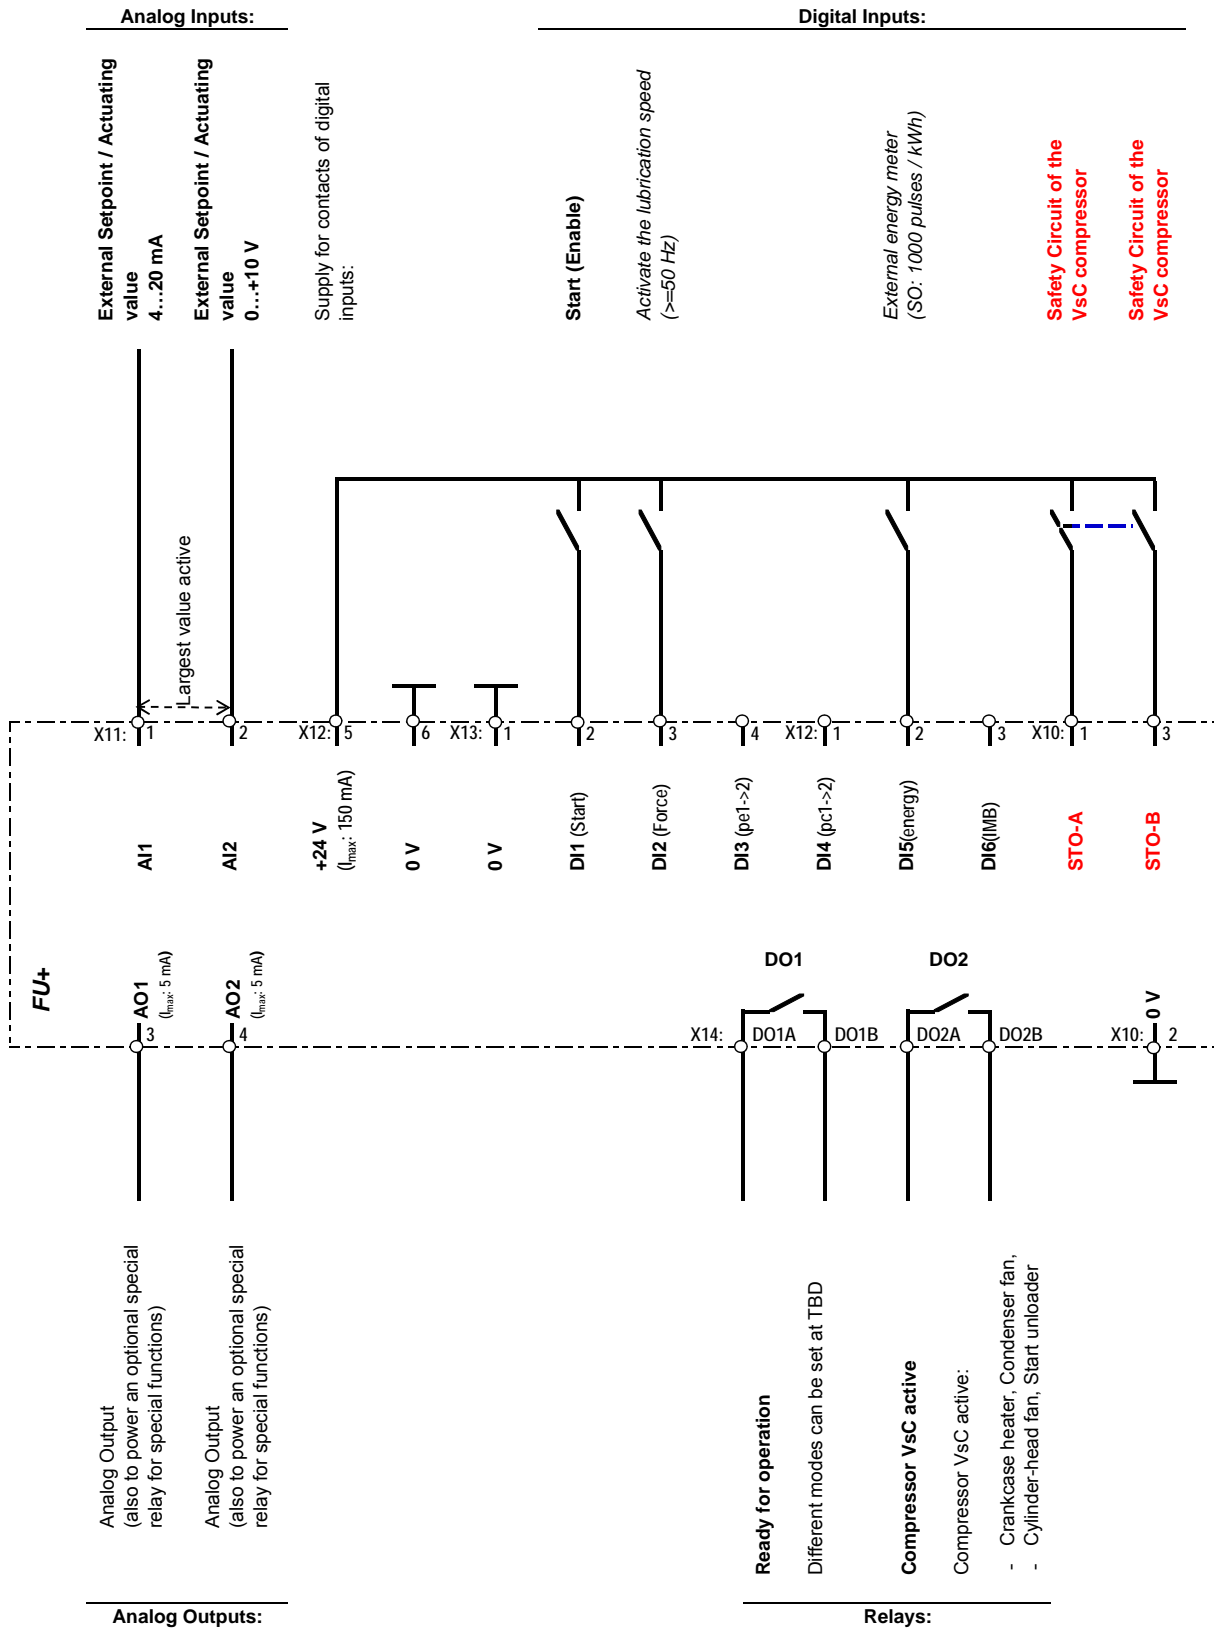 Analog Inputs:
Digital Inputs:
External Setpoint / Actuating
value
4...20 mA
External Setpoint / Actuating
value
0...+10 V
Supply for contacts of digital
inputs:
Start (Enable)
Activate the lubrication speed
(>=50 Hz)
External energy meter
(SO: 1000 pulses / kWh)
Safety Circuit of the
VsC compressor
Safety Circuit of the
VsC compressor
Largest value active
X11: 1
2
X12: 5
6
X13: 1
2
3
4
X12: 1
2
3
X10: 1
3
AI1
AI2
+24 V
(Imax: 150 mA)
0 V
0 V
DI1 (Start)
DI2 (Force)
DI3 (pe1->2)
DI4 (pc1->2)
DI5(energy)
DI6(IMB)
STO-A
STO-B
FU+
AO1
(Imax: 5 mA)
AO2
(Imax: 5 mA)
DO1
DO2
0 V
3
4
X14: DO1A
DO1B
DO2A
DO2B
X10: 2
Analog Output
(also to power an optional special
relay for special functions)
Analog Output
(also to power an optional special
relay for special functions)
Ready for operation
Different modes can be set at TBD
Compressor VsC active
Compressor VsC active:
- Crankcase heater, Condenser fan,
- Cylinder-head fan, Start unloader
Analog Outputs:
Relays: